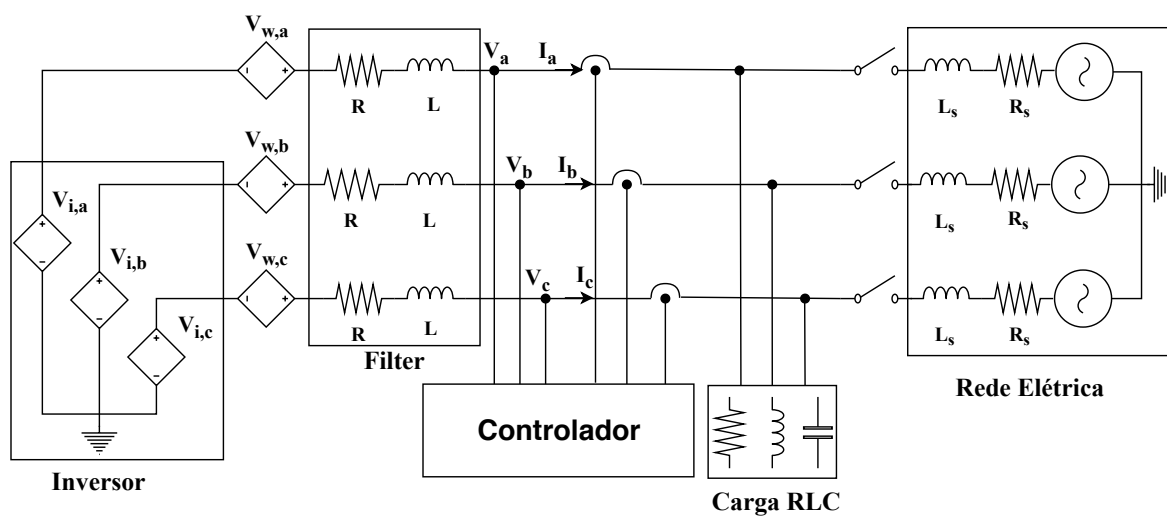 V_w,a
V_a
I_a
R
L
L_s
R_s
V_w,b
V_b
I_b
R
L
L_s
R_s
V_i,a
V_i,b
V_i,c
V_w,c
V_c
I_c
R
L
L_s
R_s
Filter
Rede Elétrica
Controlador
Inversor
Carga RLC